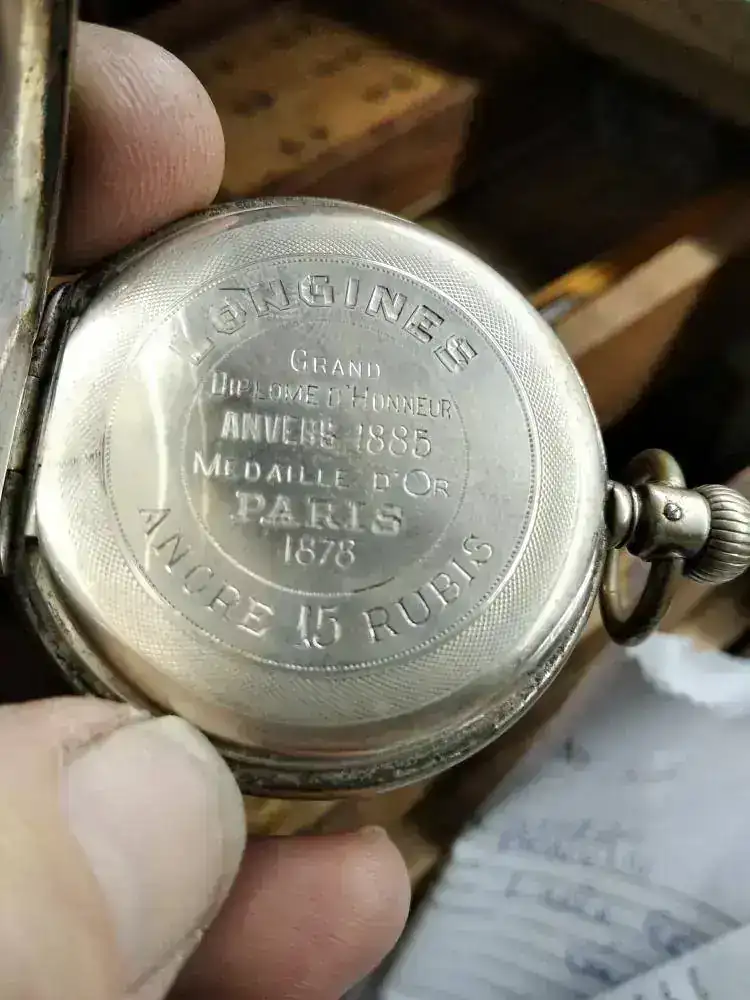 LONGINES
GRAND
DIPLOME D'HONNEUR
ANVERS 1885
MEDAILLE D'OR
PARIS
1878
ANCRE 15 RUBIS